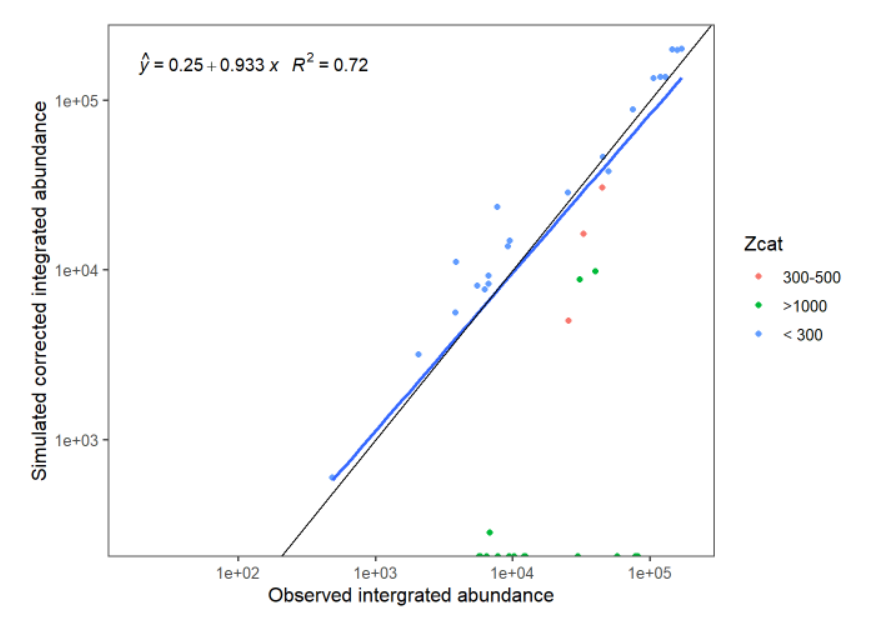 ŷ = 0.25 + 0.933 x R² = 0.72
Simulated corrected integrated abundance
1e+05
1e+04
1e+03
1e+02 1e+03 1e+04 1e+05
Observed intergrated abundance
Zcat
300-500
>1000
< 300